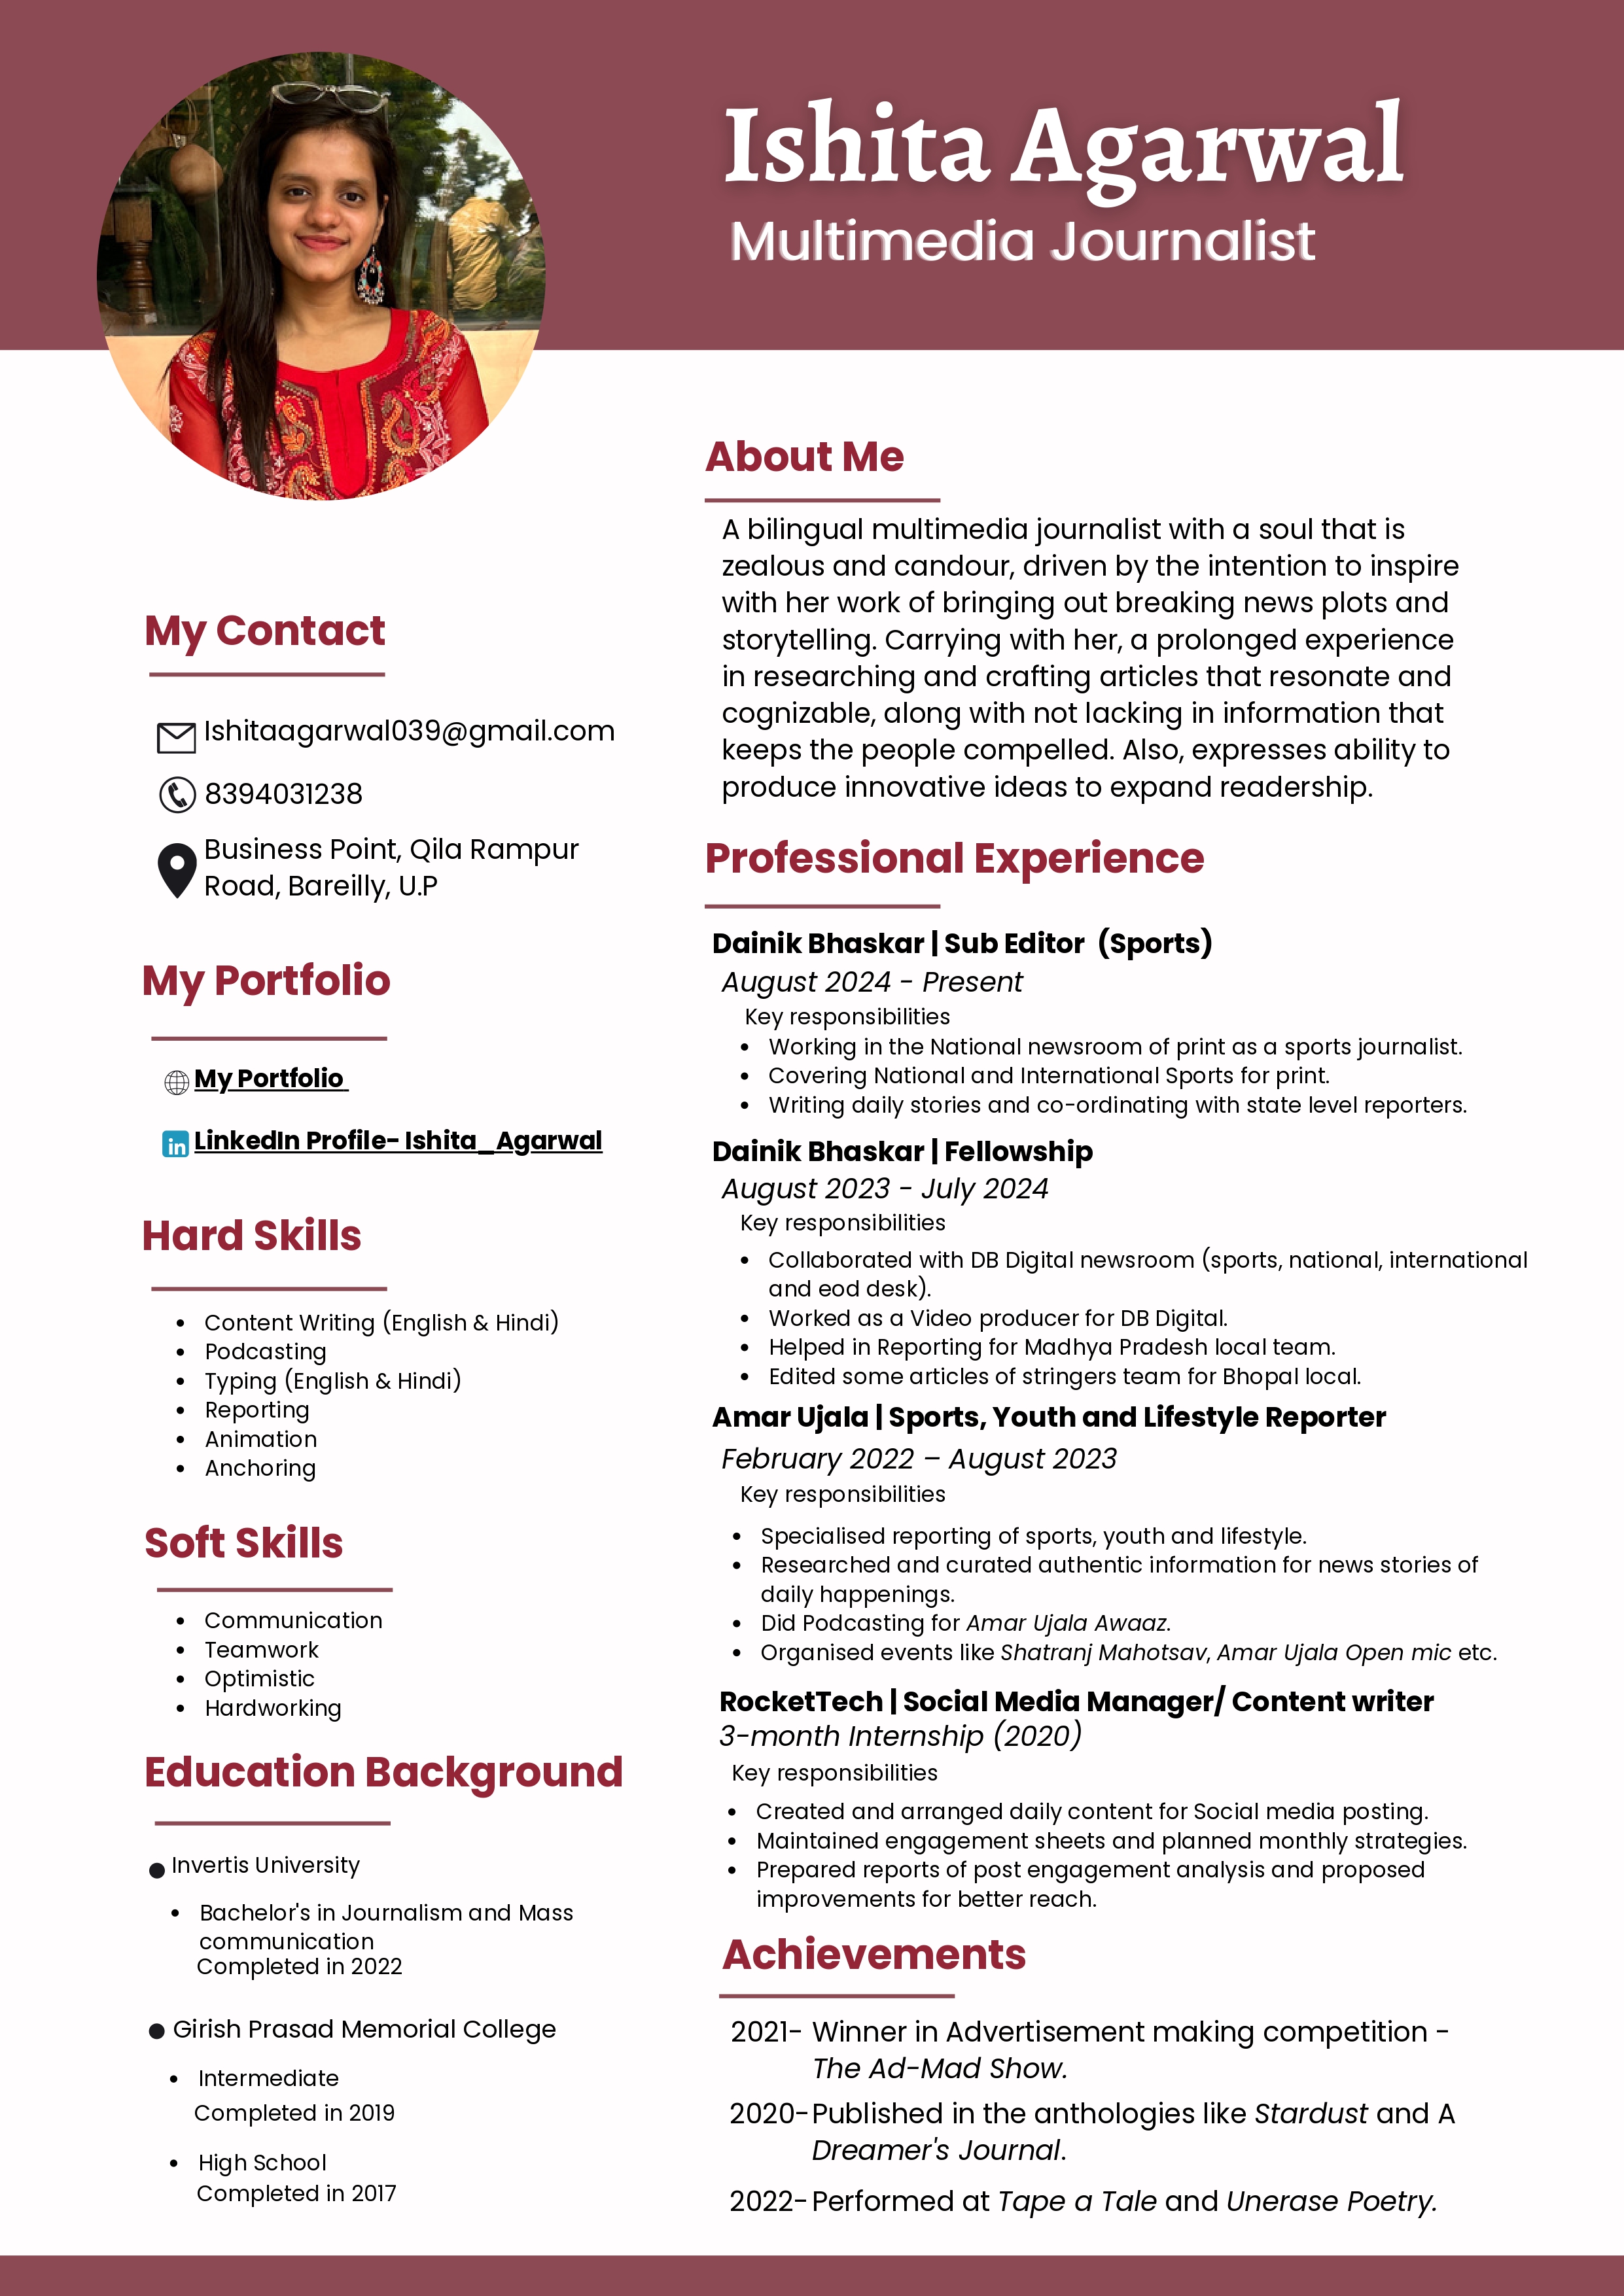 Ishita Agarwal
Multimedia Journalist
My Contact
Ishitaagarwal039@gmail.com
8394031238
Business Point, Qila Rampur
Road, Bareilly, U.P
My Portfolio
My Portfolio
in LinkedIn Profile- Ishita_Agarwal
Hard Skills
• Content Writing (English & Hindi)
• Podcasting
• Typing (English & Hindi)
• Reporting
• Animation
• Anchoring
Soft Skills
• Communication
• Teamwork
• Optimistic
• Hardworking
Education Background
● Invertis University
• Bachelor's in Journalism and Mass
communication
Completed in 2022
● Girish Prasad Memorial College
• Intermediate
Completed in 2019
• High School
Completed in 2017
About Me
A bilingual multimedia journalist with a soul that is
zealous and candour, driven by the intention to inspire
with her work of bringing out breaking news plots and
storytelling. Carrying with her, a prolonged experience
in researching and crafting articles that resonate and
cognizable, along with not lacking in information that
keeps the people compelled. Also, expresses ability to
produce innovative ideas to expand readership.
Professional Experience
Dainik Bhaskar | Sub Editor (Sports)
August 2024 - Present
Key responsibilities
• Working in the National newsroom of print as a sports journalist.
• Covering National and International Sports for print.
• Writing daily stories and co-ordinating with state level reporters.
Dainik Bhaskar | Fellowship
August 2023 - July 2024
Key responsibilities
• Collaborated with DB Digital newsroom (sports, national, international
and eod desk).
• Worked as a Video producer for DB Digital.
• Helped in Reporting for Madhya Pradesh local team.
• Edited some articles of stringers team for Bhopal local.
Amar Ujala | Sports, Youth and Lifestyle Reporter
February 2022 – August 2023
Key responsibilities
• Specialised reporting of sports, youth and lifestyle.
• Researched and curated authentic information for news stories of
daily happenings.
• Did Podcasting for Amar Ujala Awaaz.
• Organised events like Shatranj Mahotsav, Amar Ujala Open mic etc.
RocketTech | Social Media Manager/ Content writer
3-month Internship (2020)
Key responsibilities
• Created and arranged daily content for Social media posting.
• Maintained engagement sheets and planned monthly strategies.
• Prepared reports of post engagement analysis and proposed
improvements for better reach.
Achievements
2021- Winner in Advertisement making competition -
The Ad-Mad Show.
2020- Published in the anthologies like Stardust and A
Dreamer's Journal.
2022- Performed at Tape a Tale and Unerase Poetry.